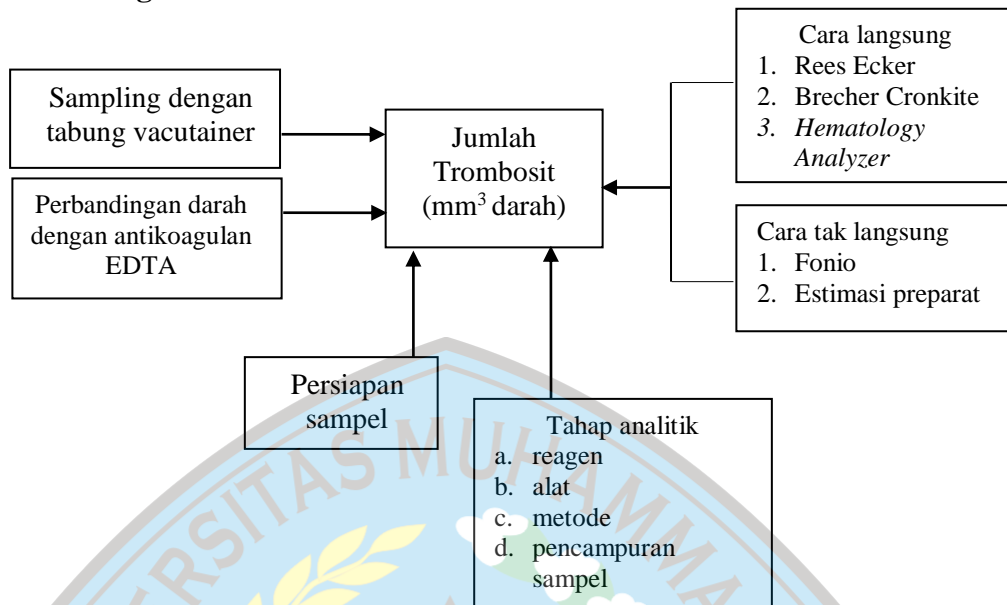 Sampling dengan
tabung vacutainer
Perbandingan darah
dengan antikoagulan
EDTA
Jumlah
Trombosit
(mm³ darah)
Cara langsung
1. Rees Ecker
2. Brecher Cronkite
3. Hematology
Analyzer
Cara tak langsung
1. Fonio
2. Estimasi preparat
Persiapan
sampel
Tahap analitik
a. reagen
b. alat
c. metode
d. pencampuran
sampel